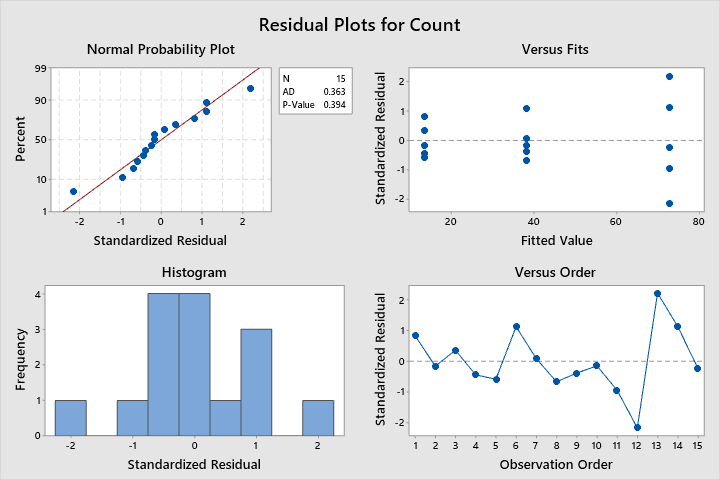 Residual Plots for Count
Normal Probability Plot
99
90
50
10
1
Percent
-2 -1 0 1 2
Standardized Residual
N 15
AD 0.363
P-Value 0.394
Versus Fits
2
1
0
-1
-2
Standardized Residual
20 40 60 80
Fitted Value
Histogram
4
3
2
1
0
Frequency
-2 -1 0 1 2
Standardized Residual
Versus Order
2
1
0
-1
-2
Standardized Residual
1 2 3 4 5 6 7 8 9 10 11 12 13 14 15
Observation Order